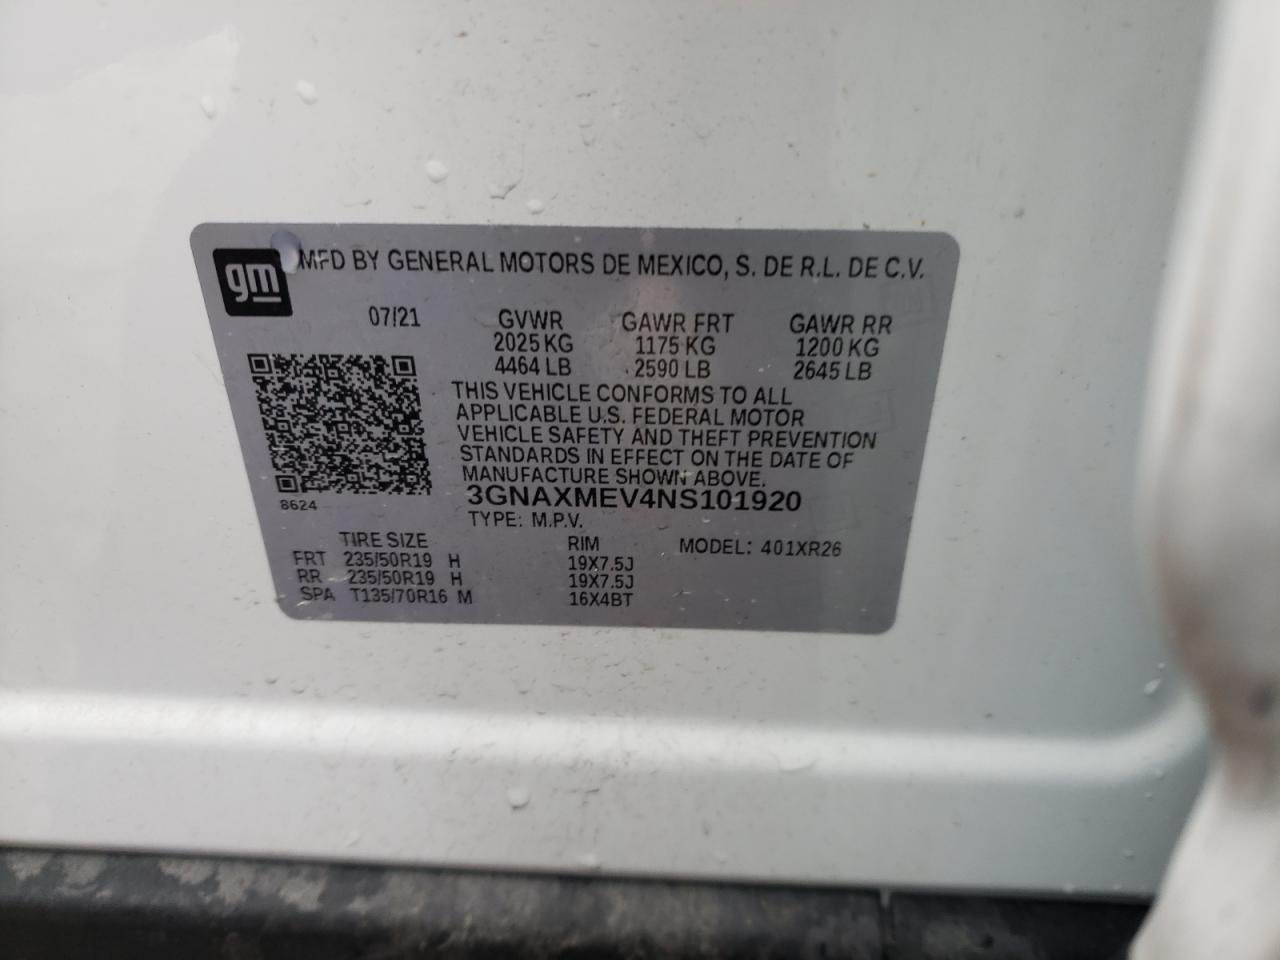 gm
MFD BY GENERAL MOTORS DE MEXICO, S. DE R.L. DE C.V.
07/21 GVWR GAWR FRT GAWR RR
2025 KG 1175 KG 1200 KG
4464 LB 2590 LB 2645 LB
THIS VEHICLE CONFORMS TO ALL
APPLICABLE U.S. FEDERAL MOTOR
VEHICLE SAFETY AND THEFT PREVENTION
STANDARDS IN EFFECT ON THE DATE OF
MANUFACTURE SHOWN ABOVE.
3GNAXMEV4NS101920
8624
TYPE: M.P.V.
TIRE SIZE RIM MODEL: 401XR26
FRT 235/50R19 H 19X7.5J
RR 235/50R19 H 19X7.5J
SPA T135/70R16 M 16X4BT